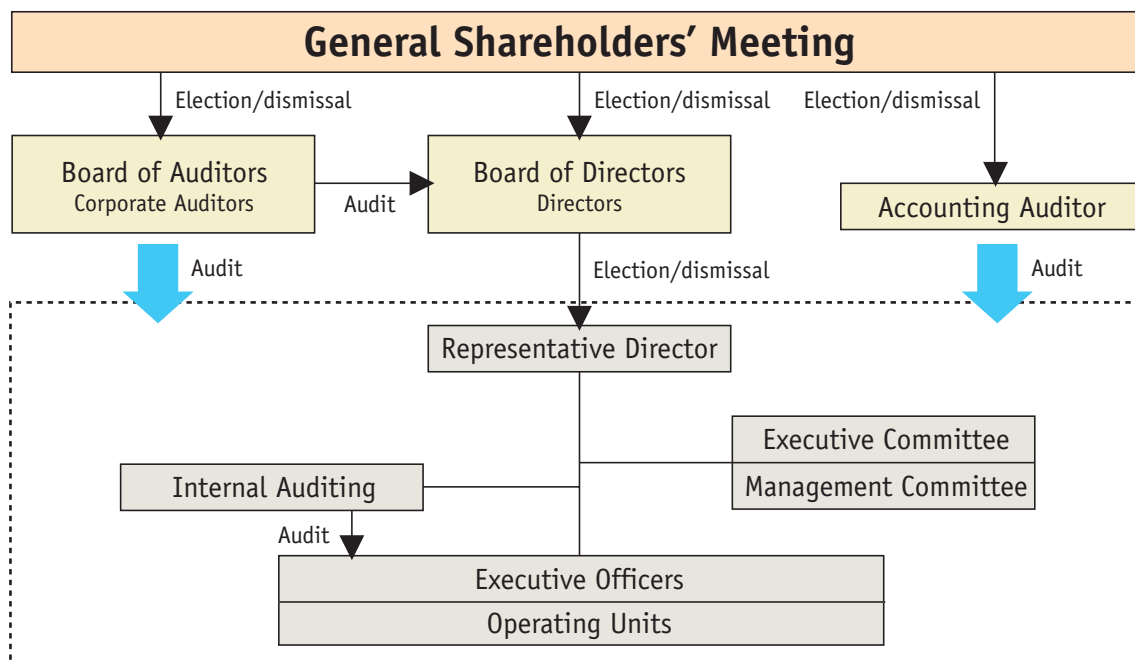 General Shareholders’ Meeting
Election/dismissal
Election/dismissal
Election/dismissal
Board of Auditors
Corporate Auditors
Audit
Board of Directors
Directors
Accounting Auditor
Audit
Election/dismissal
Audit
Representative Director
Executive Committee
Management Committee
Internal Auditing
Audit
Executive Officers
Operating Units